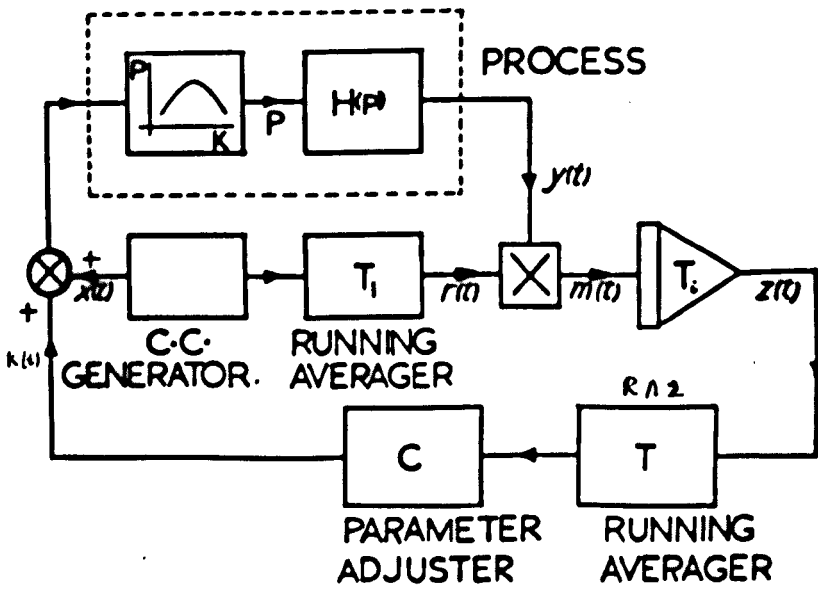 PROCESS
P
K
P
H(P)
y(t)
+
x(t)
T1
r(t)
X
m(t)
Ti
z(t)
+
K(t)
C.C.
GENERATOR.
RUNNING
AVERAGER
R Λ 2
C
T
PARAMETER
ADJUSTER
RUNNING
AVERAGER